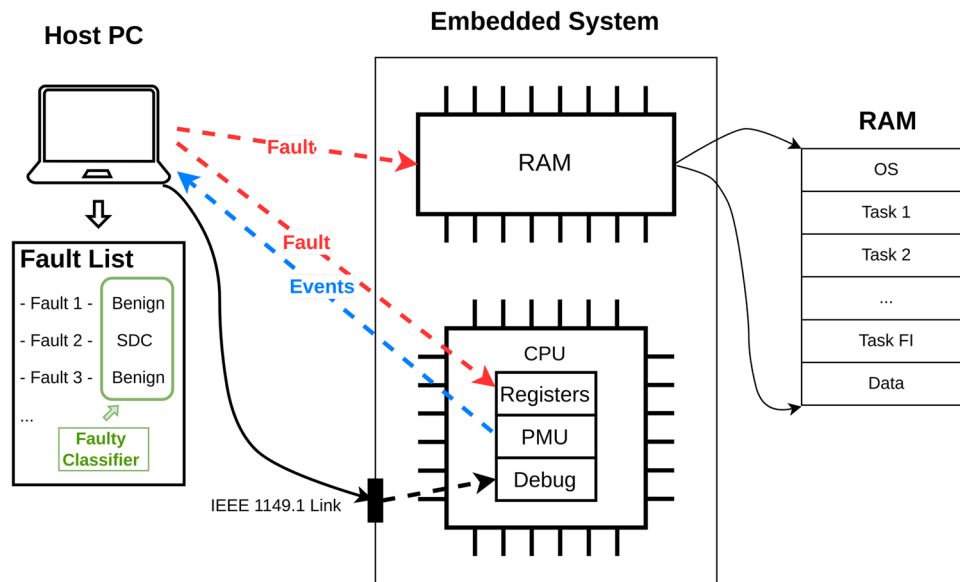 Host PC
Embedded System
Fault
RAM
Fault
Events
Fault List
- Fault 1 - Benign
- Fault 2 - SDC
- Fault 3 - Benign
...
Faulty
Classifier
CPU
Registers
PMU
Debug
IEEE 1149.1 Link
RAM
OS
Task 1
Task 2
...
Task FI
Data